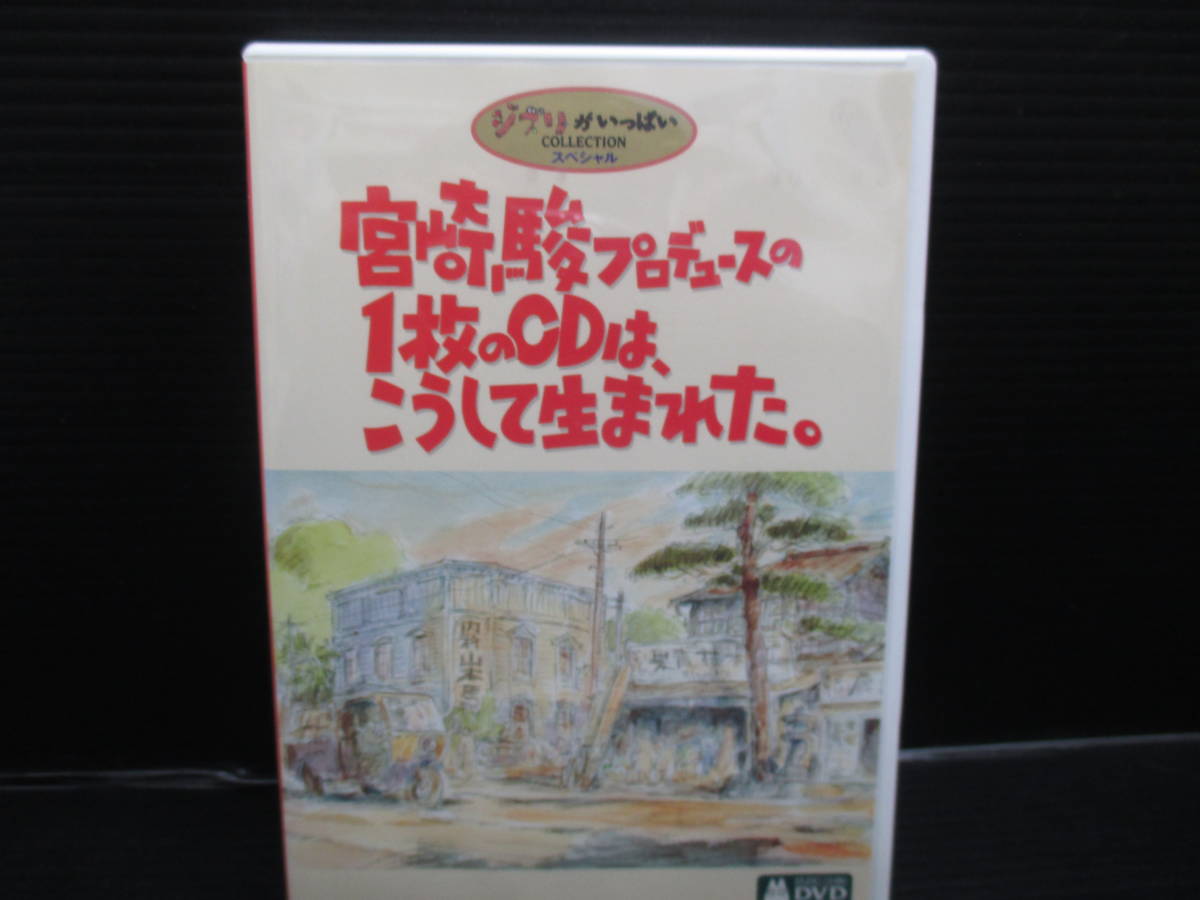 ジブリがいっぱい
COLLECTION
スペシャル
宮崎駿プロデュースの
1枚のCDは、
こうして生まれた。
DVD